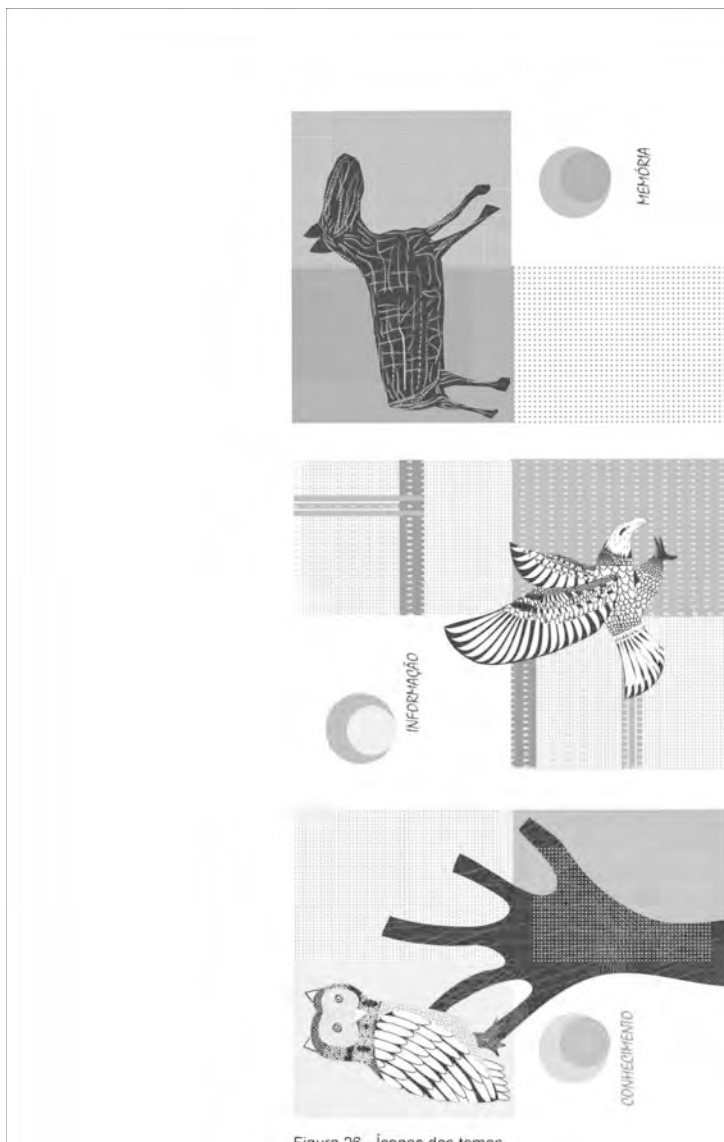 MEMÓRIA
INFORMAÇÃO
CONHECIMENTO
Figura 26 - Ícones dos temas